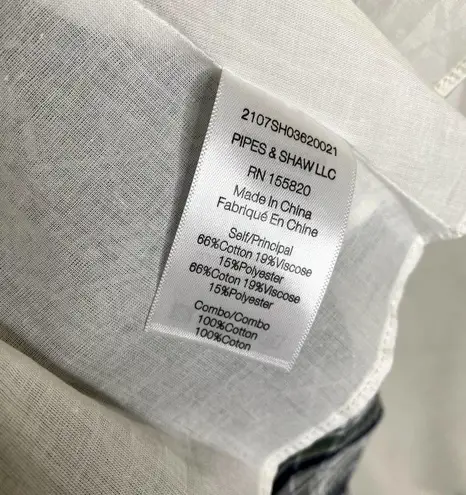 2107SH03620021
PIPES & SHAW LLC
RN 155820
Made In China
Fabriqué En Chine
Self/Principal
66%Cotton 19%Viscose
15%Polyester
66%Coton 19%Viscose
15%Polyester
Combo/Combo
100%Cotton
100%Coton